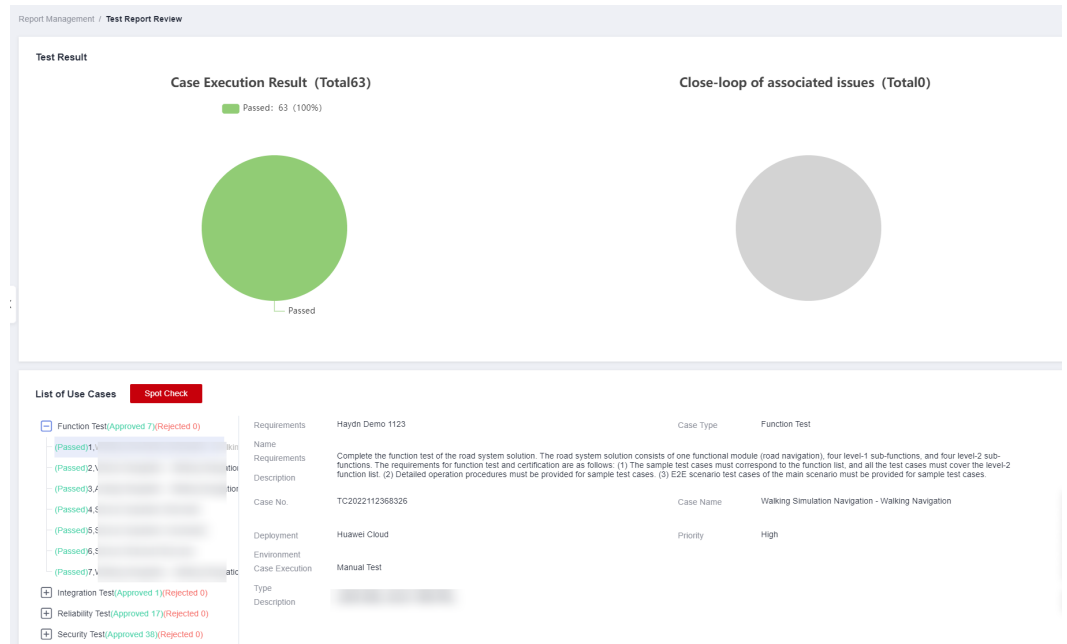 Report Management / Test Report Review
Test Result
Case Execution Result (Total63)
Close-loop of associated issues (Total0)
Passed: 63 (100%)
Passed
List of Use Cases
Spot Check
Function Test(Approved 7)(Rejected 0)
(Passed)1,
(Passed)2,
(Passed)3,
(Passed)4,
(Passed)5,
(Passed)6,
(Passed)7,
Integration Test(Approved 1)(Rejected 0)
Reliability Test(Approved 17)(Rejected 0)
Security Test(Approved 38)(Rejected 0)
Requirements Name
Haydn Demo 1123
Case Type
Function Test
Requirements Description
Complete the function test of the road system solution. The road system solution consists of one functional module (road navigation), four level-1 sub-functions, and four level-2 sub-
functions. The requirements for function test and certification are as follows: (1) The sample test cases must correspond to the function list, and all the test cases must cover the level-2
function list. (2) Detailed operation procedures must be provided for sample test cases. (3) E2E scenario test cases of the main scenario must be provided for sample test cases.
Case No.
TC2022112368326
Case Name
Walking Simulation Navigation - Walking Navigation
Deployment Environment
Huawei Cloud
Priority
High
Case Execution Type
Manual Test
Description